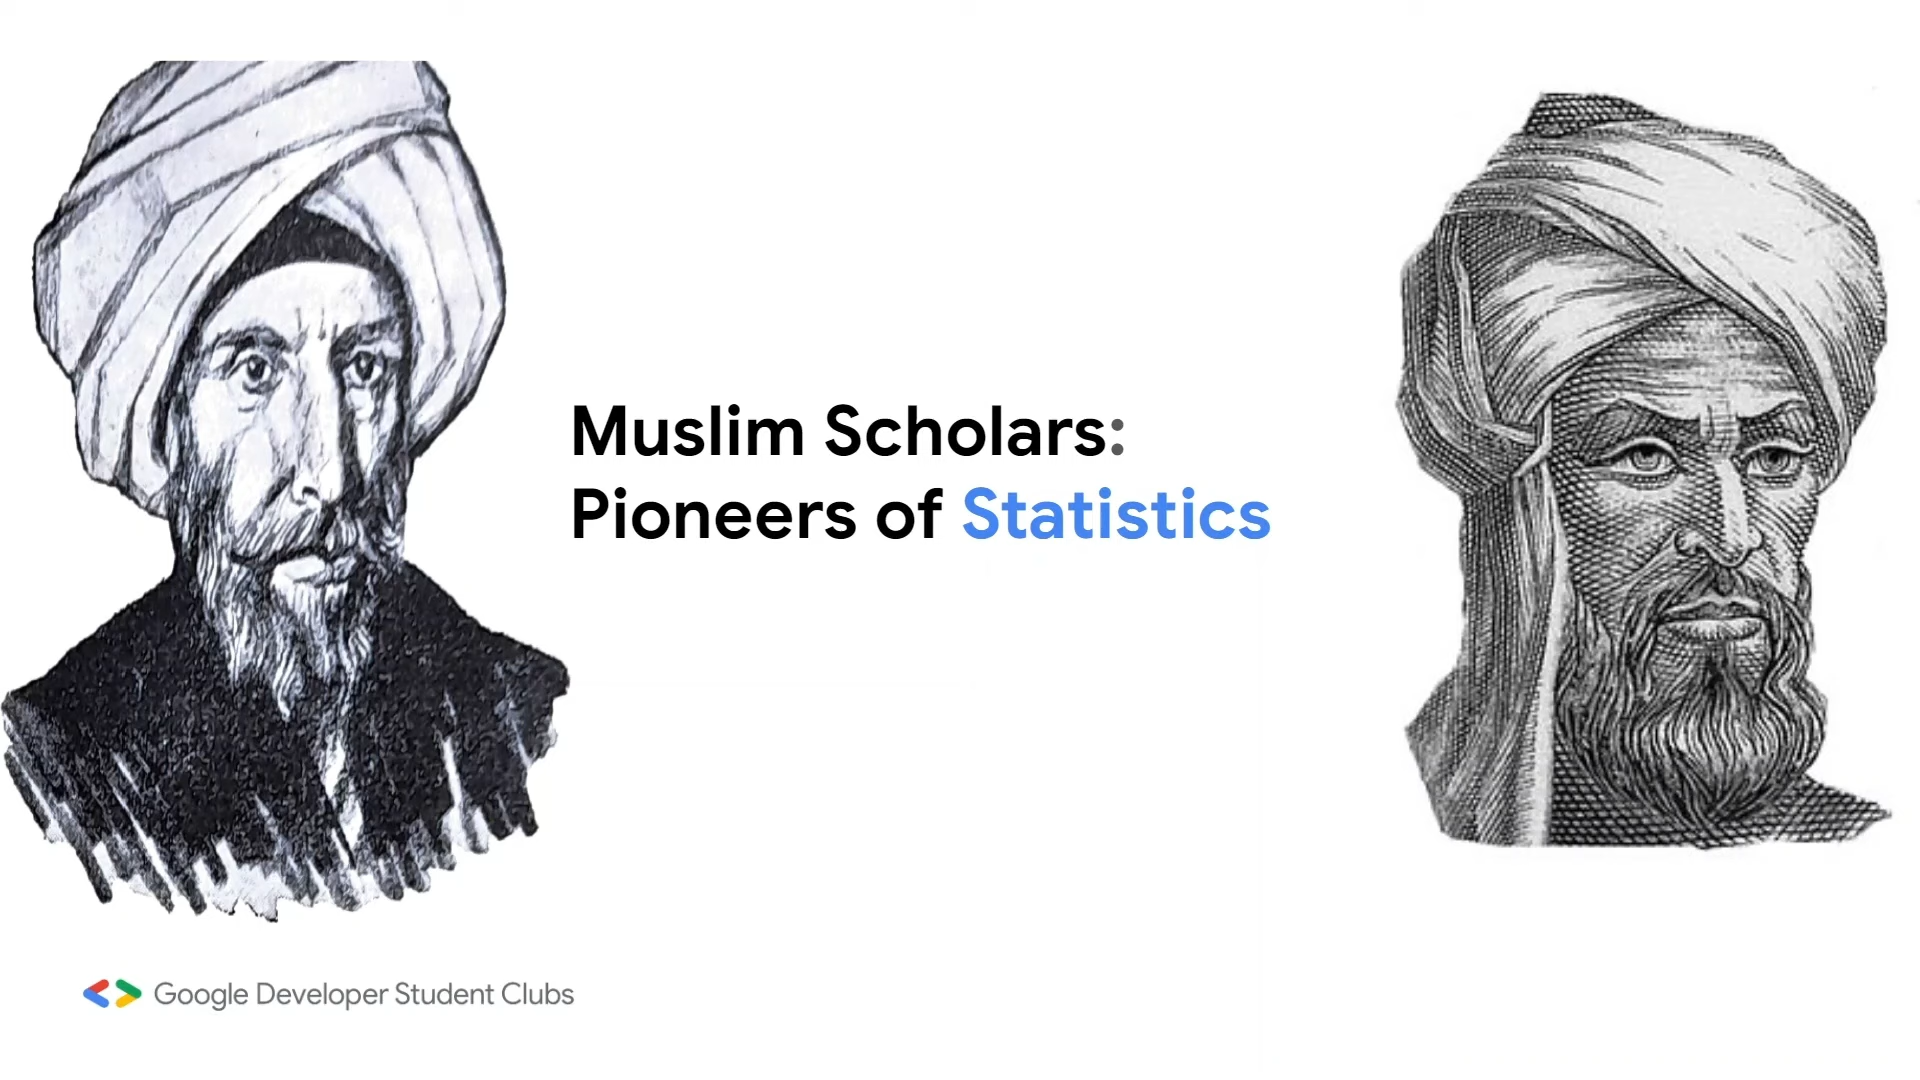 Muslim Scholars:
Pioneers of Statistics
Google Developer Student Clubs